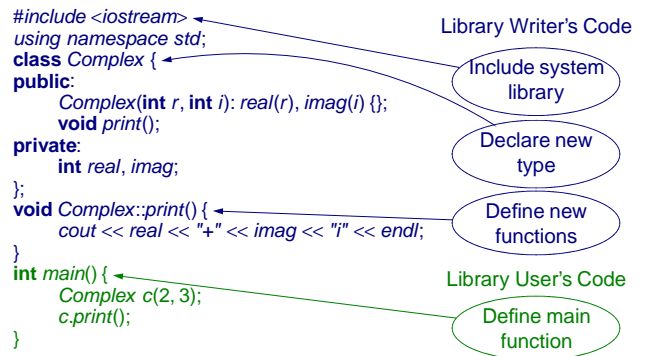 #include <iostream>
using namespace std;
class Complex {
public:
Complex(int r, int i): real(r), imag(i) {};
void print();
private:
int real, imag;
};
void Complex::print() {
cout << real << "+" << imag << "i" << endl;
}
int main() {
Complex c(2, 3);
c.print();
}
Library Writer's Code
Include system
library
Declare new
type
Define new
functions
Library User's Code
Define main
function